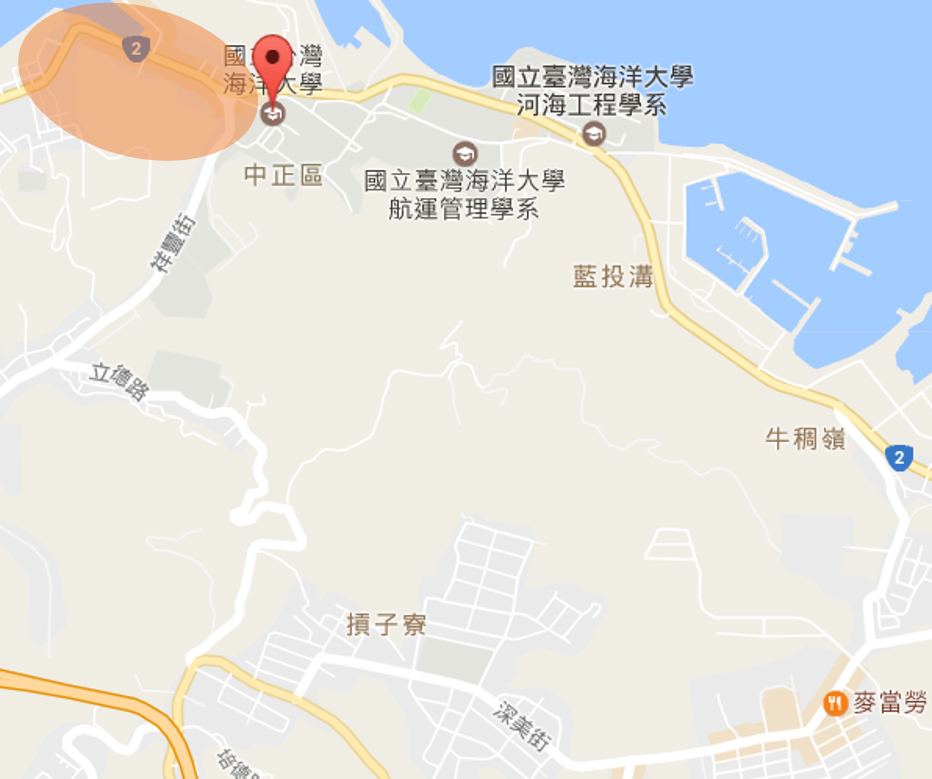 2
國立台灣
海洋大學
國立臺灣海洋大學
河海工程學系
中正區
國立臺灣海洋大學
航運管理學系
祥豐街
藍投溝
立德路
牛稠嶺
2
摃子寮
深美街
麥當勞